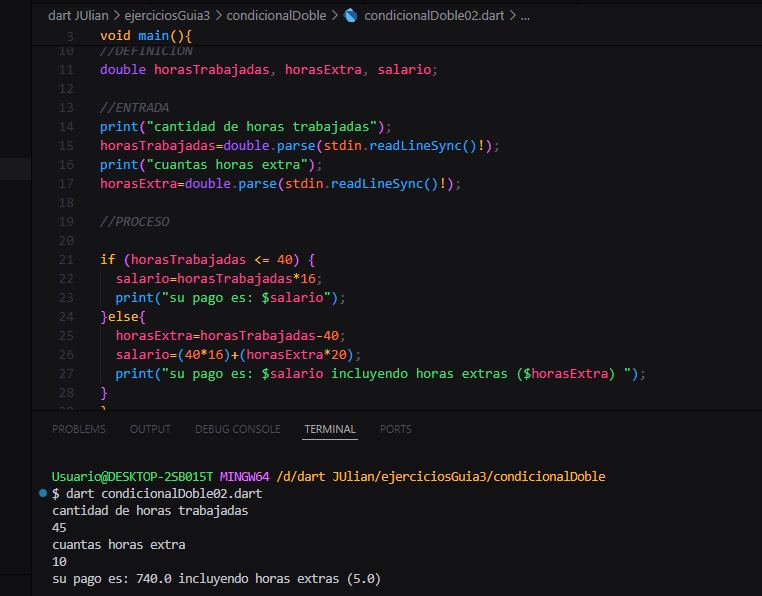 dart JUlian > ejerciciosGuia3 > condicionalDoble > condicionalDoble02.dart > ...
3 void main(){
10 //DEFINICION
11 double horasTrabajadas, horasExtra, salario;
12
13 //ENTRADA
14 print("cantidad de horas trabajadas");
15 horasTrabajadas=double.parse(stdin.readLineSync()!);
16 print("cuantas horas extra");
17 horasExtra=double.parse(stdin.readLineSync()!);
18
19 //PROCESO
20
21 if (horasTrabajadas <= 40) {
22 salario=horasTrabajadas*16;
23 print("su pago es: $salario");
24 }else{
25 horasExtra=horasTrabajadas-40;
26 salario=(40*16)+(horasExtra*20);
27 print("su pago es: $salario incluyendo horas extras ($horasExtra) ");
28 }
29 }
PROBLEMS OUTPUT DEBUG CONSOLE TERMINAL PORTS
Usuario@DESKTOP-2SB015T MINGW64 /d/dart JUlian/ejerciciosGuia3/condicionalDoble
$ dart condicionalDoble02.dart
cantidad de horas trabajadas
45
cuantas horas extra
10
su pago es: 740.0 incluyendo horas extras (5.0)